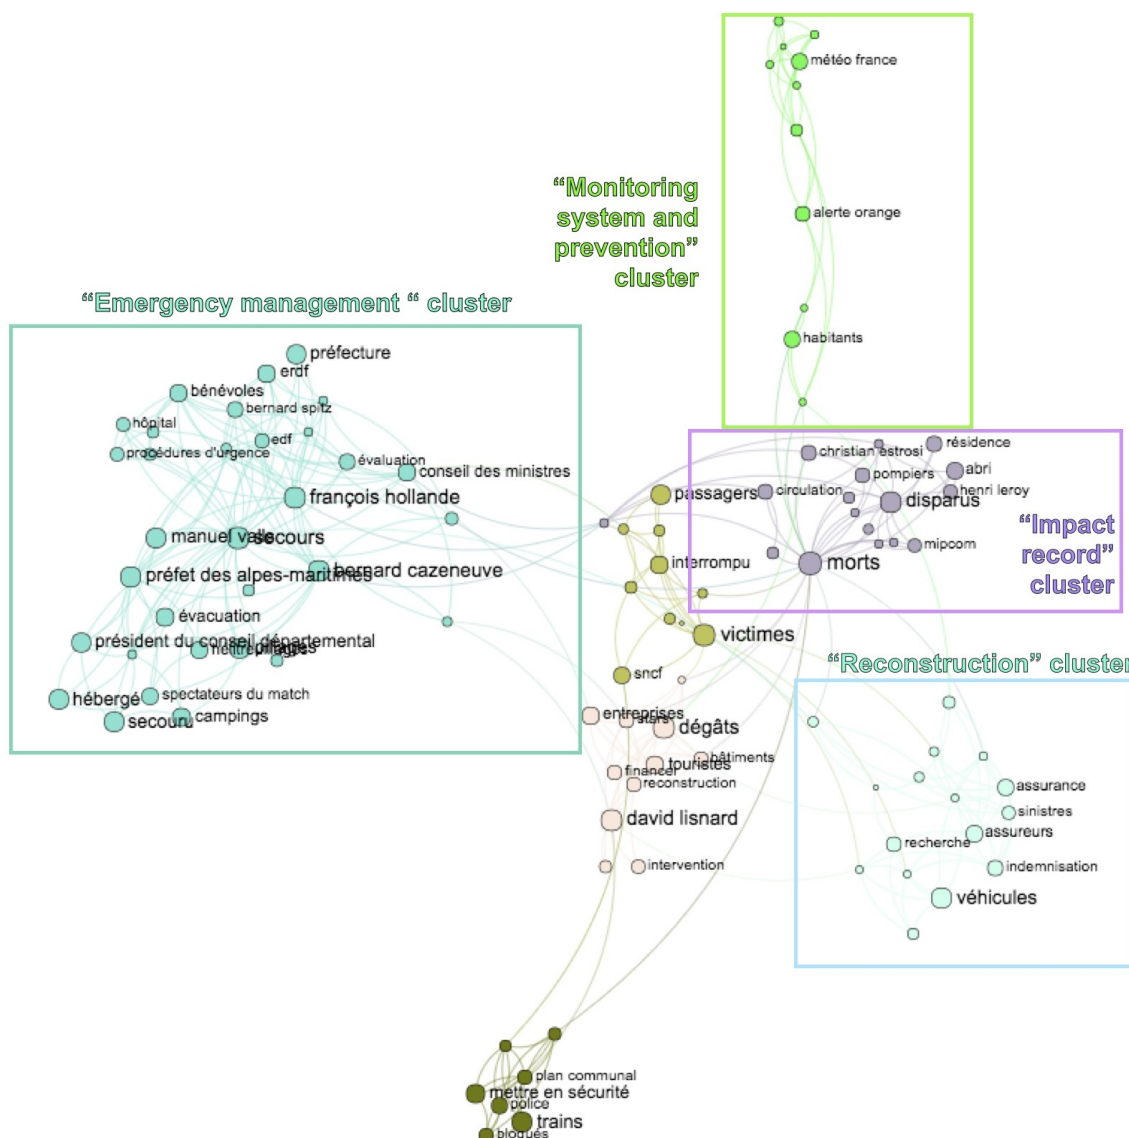 météo france
“Monitoring
system and
prevention”
cluster
alerte orange
habitants
“Emergency management “ cluster
préfecture
erdf
bénévoles
bernard spitz
hôpital
edf
procédures d'urgence
évaluation
conseil des ministres
françois hollande
manuel valls
secours
bernard cazeneuve
préfet des alpes-maritimes
évacuation
président du conseil départemental
hébergé
spectateurs du match
secouru
campings
christian estrosi
résidence
pompiers
abri
circulation
henri leroy
disparus
mipcom
morts
“Impact
record”
cluster
passagers
interrompu
victimes
sncf
entreprises
stars
dégâts
bâtiments
touristes
financer
reconstruction
david lisnard
intervention
“Reconstruction” cluster
assurance
sinistres
assureurs
recherche
indemnisation
véhicules
plan communal
mettre en sécurité
police
trains
bloqués